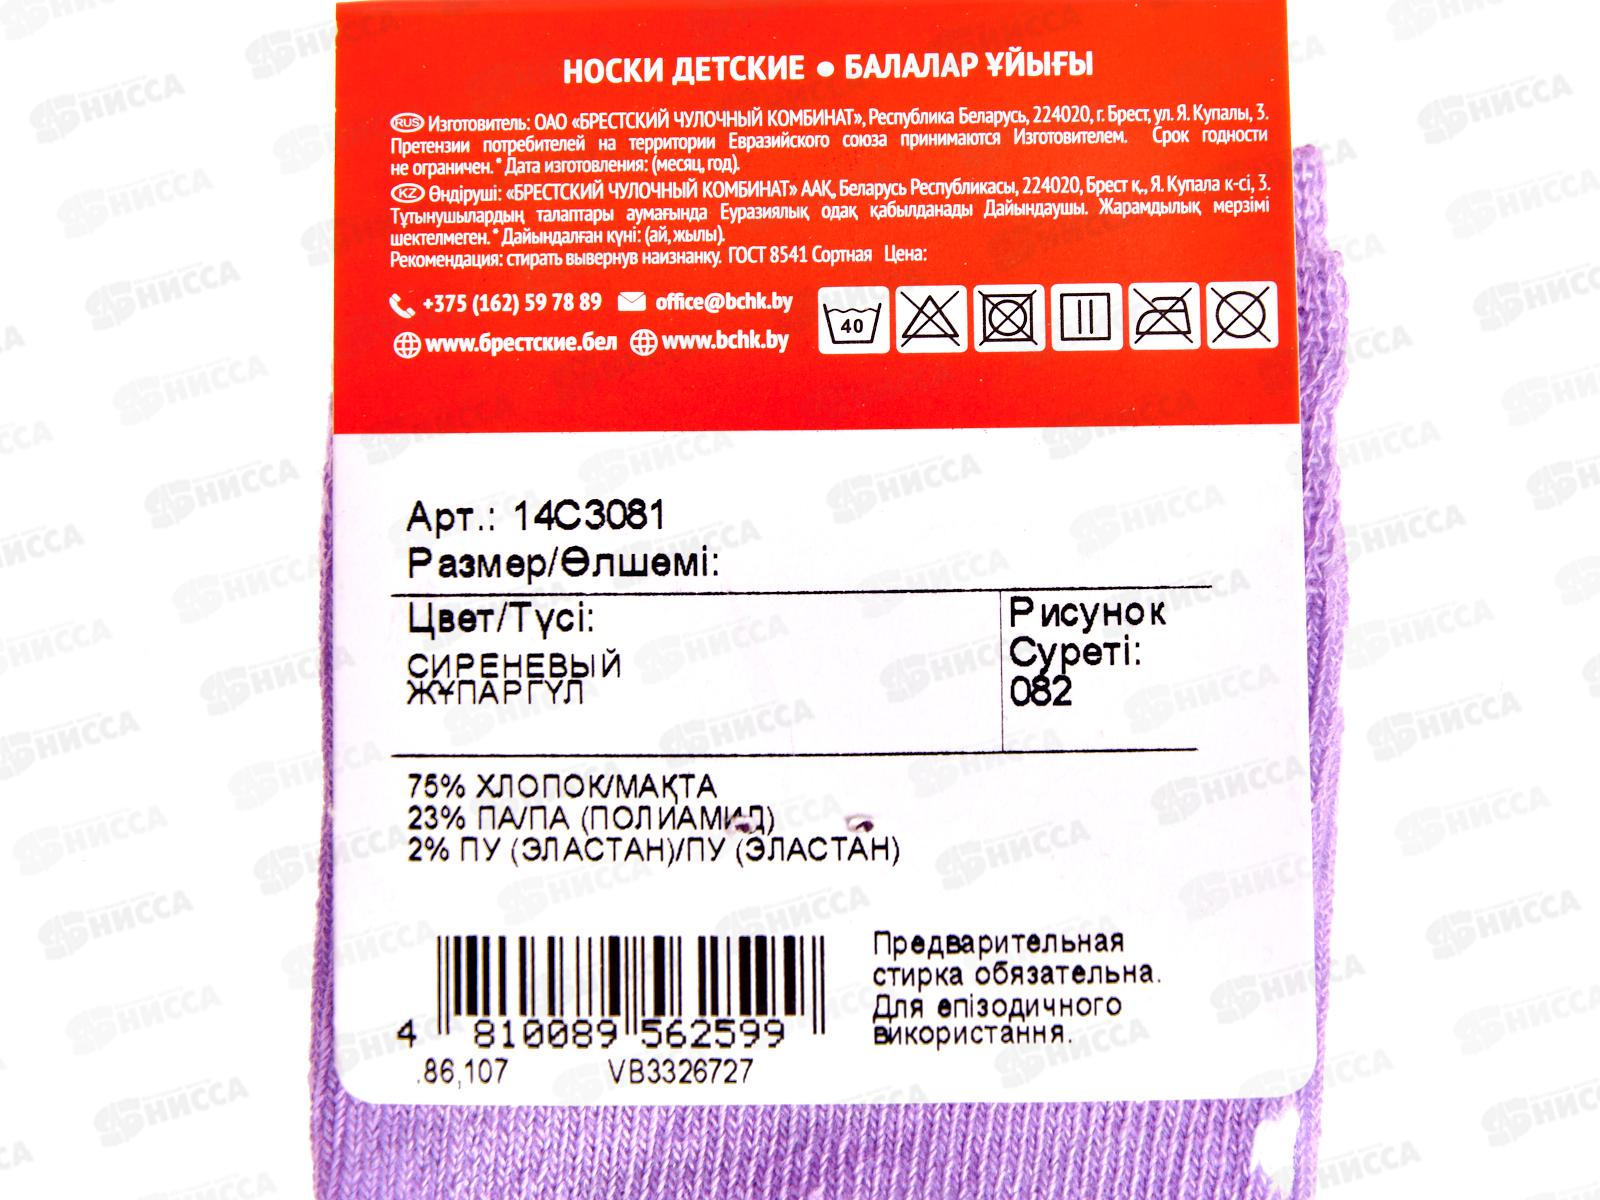 НОСКИ ДЕТСКИЕ ● БАЛАЛАР ҰЙЫҒЫ
RUS Изготовитель: ОАО «БРЕСТСКИЙ ЧУЛОЧНЫЙ КОМБИНАТ», Республика Беларусь, 224020, г. Брест, ул. Я. Купалы, 3.
Претензии потребителей на территории Евразийского союза принимаются Изготовителем. Срок годности
не ограничен. * Дата изготовления: (месяц, год).
KZ Өндіруші: «БРЕСТСКИЙ ЧУЛОЧНЫЙ КОМБИНАТ» ААҚ, Беларусь Республикасы, 224020, Брест қ., Я. Купала к-сі, 3.
Тұтынушылардың талаптары аумағында Еуразиялық одақ қабылданады Дайындаушы. Жарамдылық мерзімі
шектелмеген. * Дайындалған күні: (ай, жылы).
Рекомендация: стирать вывернув наизнанку. ГОСТ 8541 Сортная Цена:
+375 (162) 59 78 89 office@bchk.by
www.брестские.бел www.bchk.by
40
Арт.: 14С3081
Размер/Өлшемі:
Цвет/Түсі:
СИРЕНЕВЫЙ
ЖҰПАРГҮЛ
Рисунок
Суреті:
082
75% ХЛОПОК/МАҚТА
23% ПА/ПА (ПОЛИАМИД)
2% ПУ (ЭЛАСТАН)/ПУ (ЭЛАСТАН)
Предварительная
стирка обязательна.
Для епізодичного
використання.
4 810089 562599
.86,107 VB3326727
НИССА